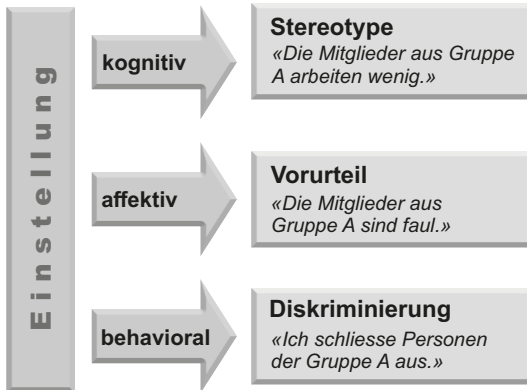 Einstellung
kognitiv
Stereotype
«Die Mitglieder aus Gruppe
A arbeiten wenig.»
affektiv
Vorurteil
«Die Mitglieder aus
Gruppe A sind faul.»
behavioral
Diskriminierung
«Ich schliesse Personen
der Gruppe A aus.»